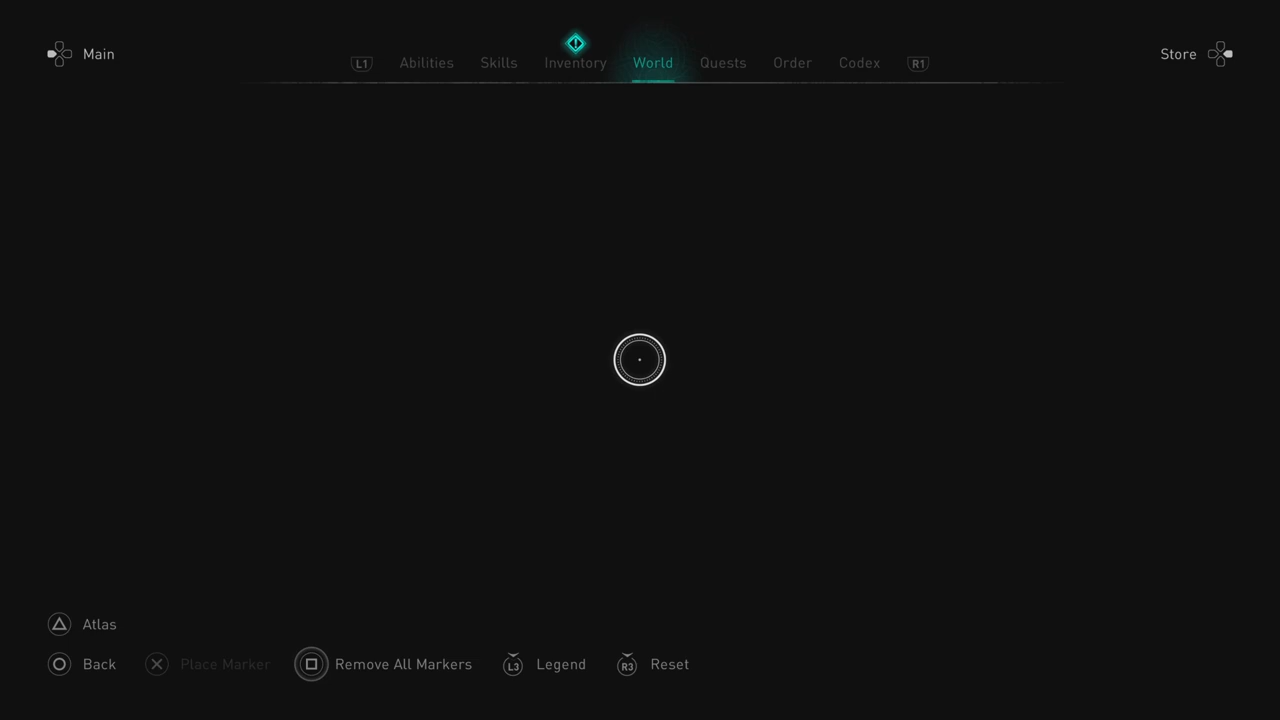 Main
L1 Abilities Skills Inventory World Quests Order Codex R1
Store
Atlas
Back Place Marker Remove All Markers L3 Legend R3 Reset